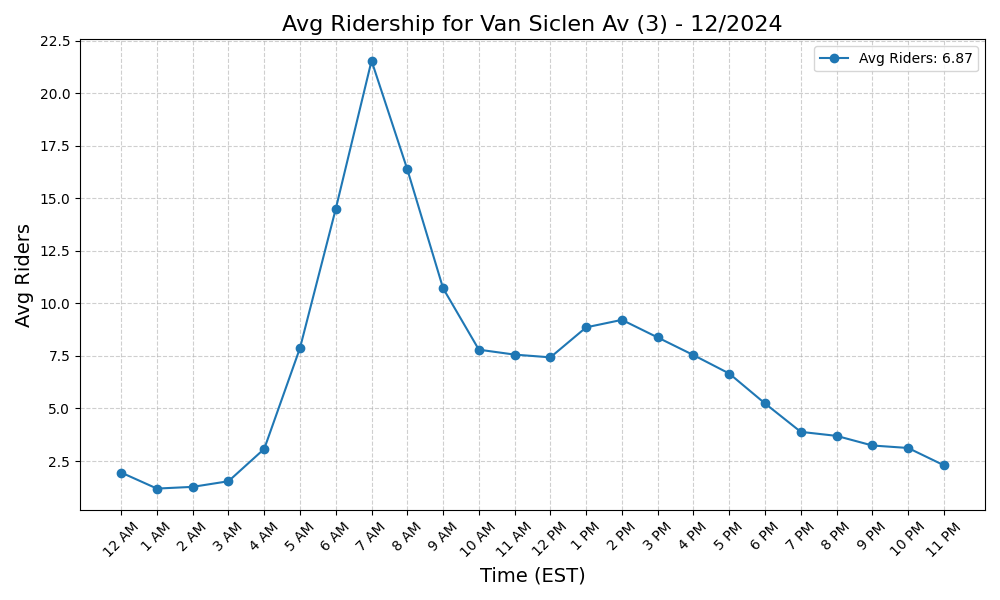 Avg Ridership for Van Siclen Av (3) - 12/2024
Avg Riders: 6.87
Avg Riders
22.5
20.0
17.5
15.0
12.5
10.0
7.5
5.0
2.5
12 AM
1 AM
2 AM
3 AM
4 AM
5 AM
6 AM
7 AM
8 AM
9 AM
10 AM
11 AM
12 PM
1 PM
2 PM
3 PM
4 PM
5 PM
6 PM
7 PM
8 PM
9 PM
10 PM
11 PM
Time (EST)